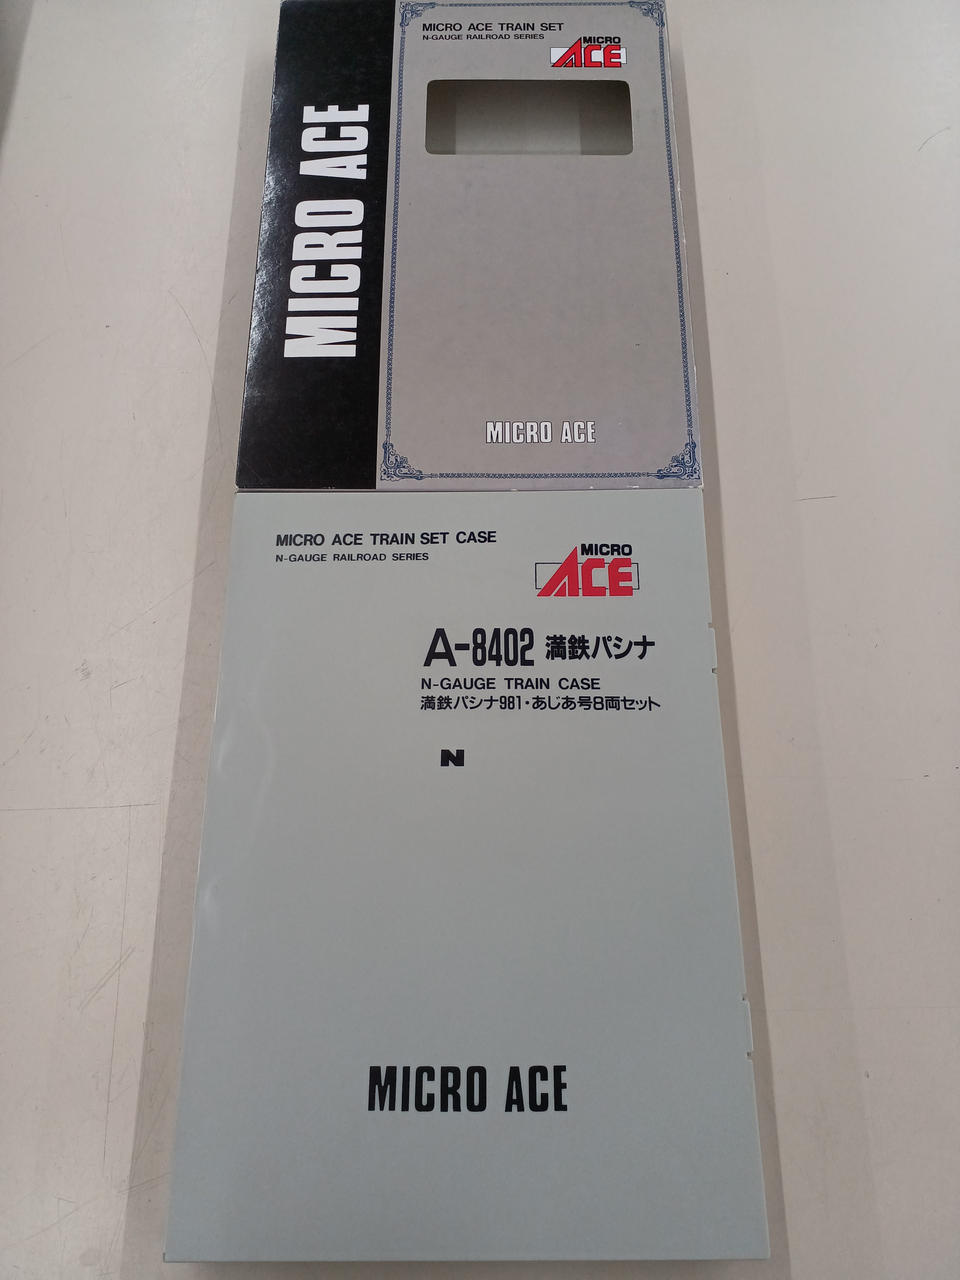 MICRO ACE TRAIN SET
N-GAUGE RAILROAD SERIES
MICRO
ACE
MICRO ACE
MICRO ACE
MICRO ACE TRAIN SET CASE
N-GAUGE RAILROAD SERIES
MICRO
ACE
A-8402 満鉄パシナ
N-GAUGE TRAIN CASE
満鉄パシナ981・あじあ号8両セット
N
MICRO ACE